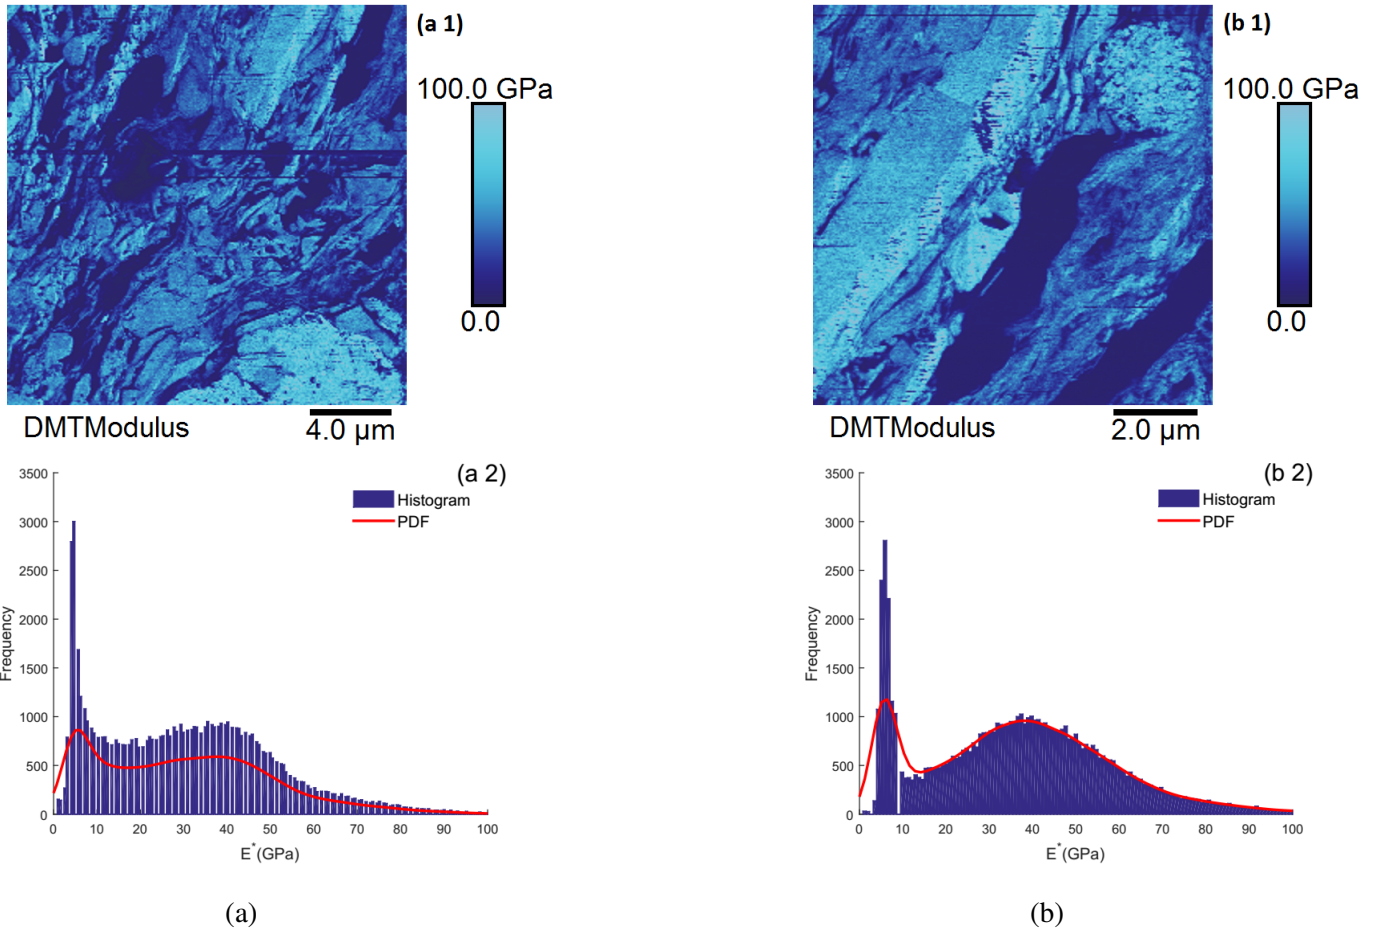 (a 1)
100.0 GPa
0.0
DMTModulus
4.0 µm
(a 2)
3500
3000
2500
2000
1500
1000
500
0
Frequency
Histogram
PDF
0 10 20 30 40 50 60 70 80 90 100
E*(GPa)
(a)
(b 1)
100.0 GPa
0.0
DMTModulus
2.0 µm
(b 2)
3500
3000
2500
2000
1500
1000
500
0
Frequency
Histogram
PDF
0 10 20 30 40 50 60 70 80 90 100
E*(GPa)
(b)